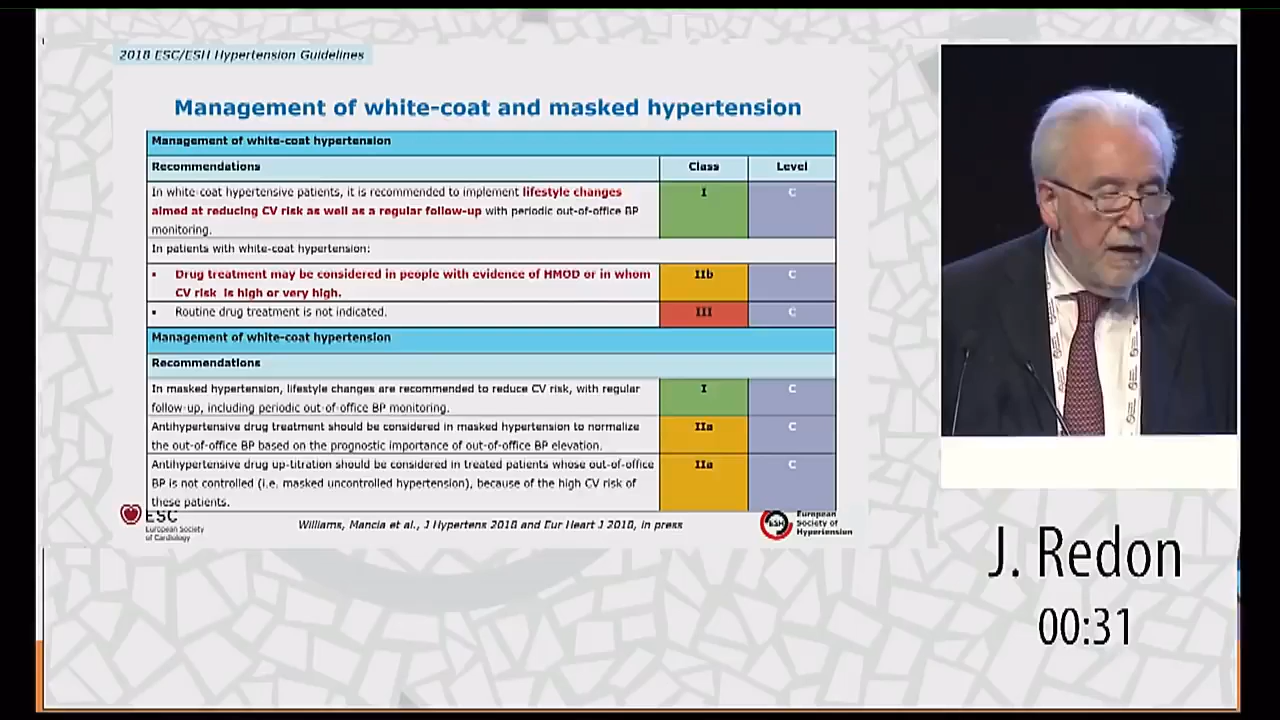 2018 ESC/ESH Hypertension Guidelines
Management of white-coat and masked hypertension
Management of white-coat hypertension
Recommendations Class Level
In white-coat hypertensive patients, it is recommended to implement lifestyle changes I C
aimed at reducing CV risk as well as a regular follow-up with periodic out-of-office BP
monitoring.
In patients with white-coat hypertension:
• Drug treatment may be considered in people with evidence of HMOD or in whom IIb C
CV risk is high or very high.
• Routine drug treatment is not indicated. III C
Management of white-coat hypertension
Recommendations
In masked hypertension, lifestyle changes are recommended to reduce CV risk, with regular I C
follow-up, including periodic out-of-office BP monitoring.
Antihypertensive drug treatment should be considered in masked hypertension to normalize IIa C
the out-of-office BP based on the prognostic importance of out-of-office BP elevation.
Antihypertensive drug up-titration should be considered in treated patients whose out-of-office IIa C
BP is not controlled (i.e. masked uncontrolled hypertension), because of the high CV risk of
these patients.
ESC
European Society
of Cardiology
Williams, Mancia et al., J Hypertens 2018 and Eur Heart J 2018, in press
ESH
European
Society of
Hypertension
J. Redon
00:31